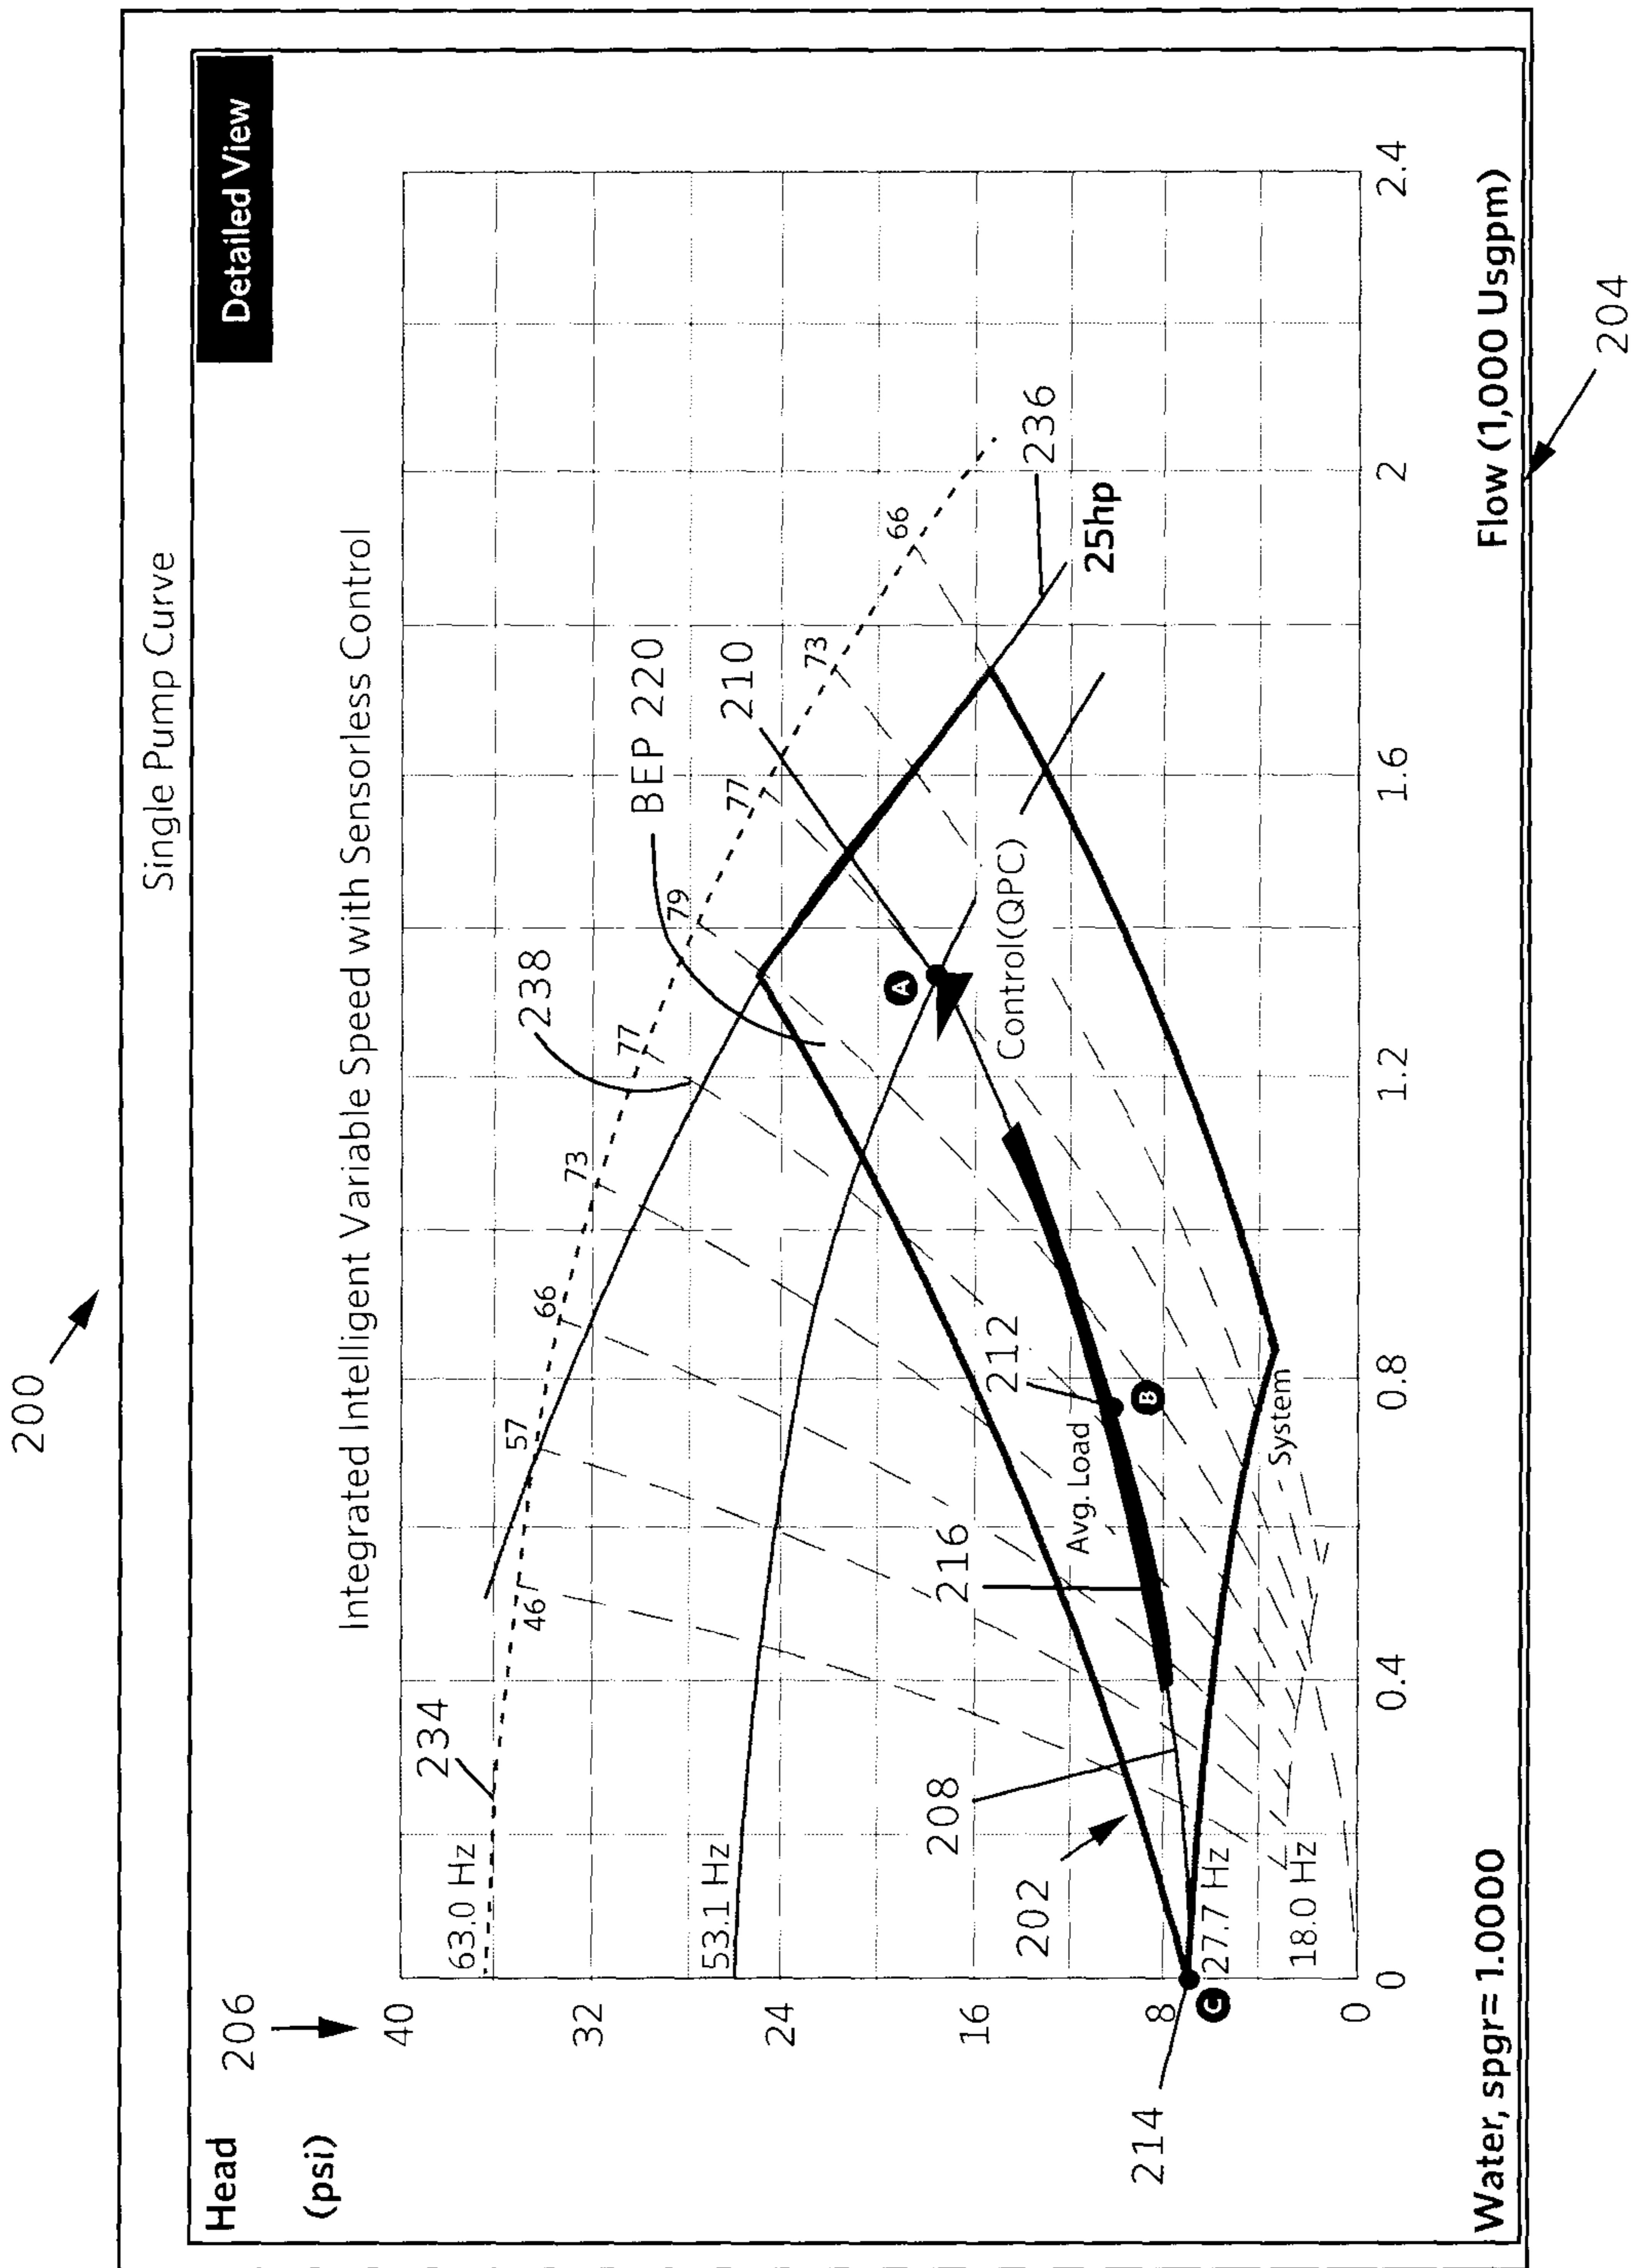 200
Single Pump Curve
Head
(psi)
206
Detailed View
Integrated Intelligent Variable Speed with Sensorless Control
40
32
24
16
8
0
63.0 Hz
234
46
57
66
73
77
79
77
73
66
238
BEP 220
210
236
25hp
53.1 Hz
A
Control(QPC)
202
208
216
Avg. Load
212
B
System
214
C
27.7 Hz
18.0 Hz
0
0.4
0.8
1.2
1.6
2
2.4
Water, spgr= 1.0000
Flow (1,000 Usgpm)
204